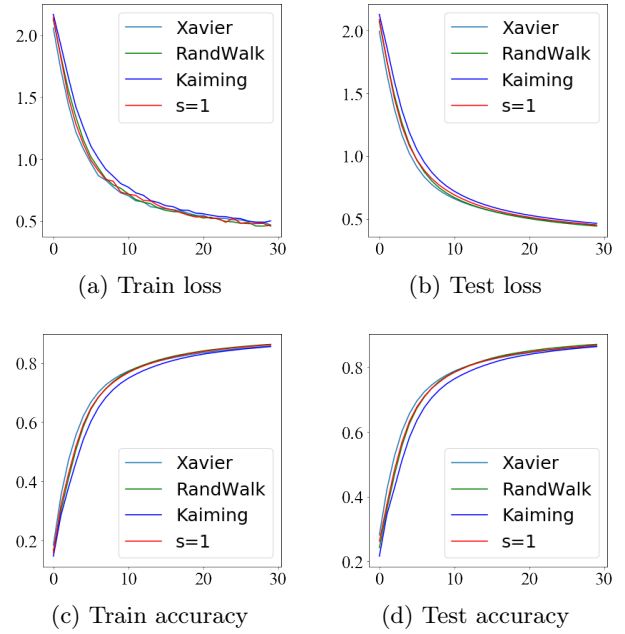 2.0
1.5
1.0
0.5
0 10 20 30
Xavier
RandWalk
Kaiming
s=1
(a) Train loss
2.0
1.5
1.0
0.5
0 10 20 30
Xavier
RandWalk
Kaiming
s=1
(b) Test loss
0.8
0.6
0.4
0.2
0 10 20 30
Xavier
RandWalk
Kaiming
s=1
(c) Train accuracy
0.8
0.6
0.4
0.2
0 10 20 30
Xavier
RandWalk
Kaiming
s=1
(d) Test accuracy